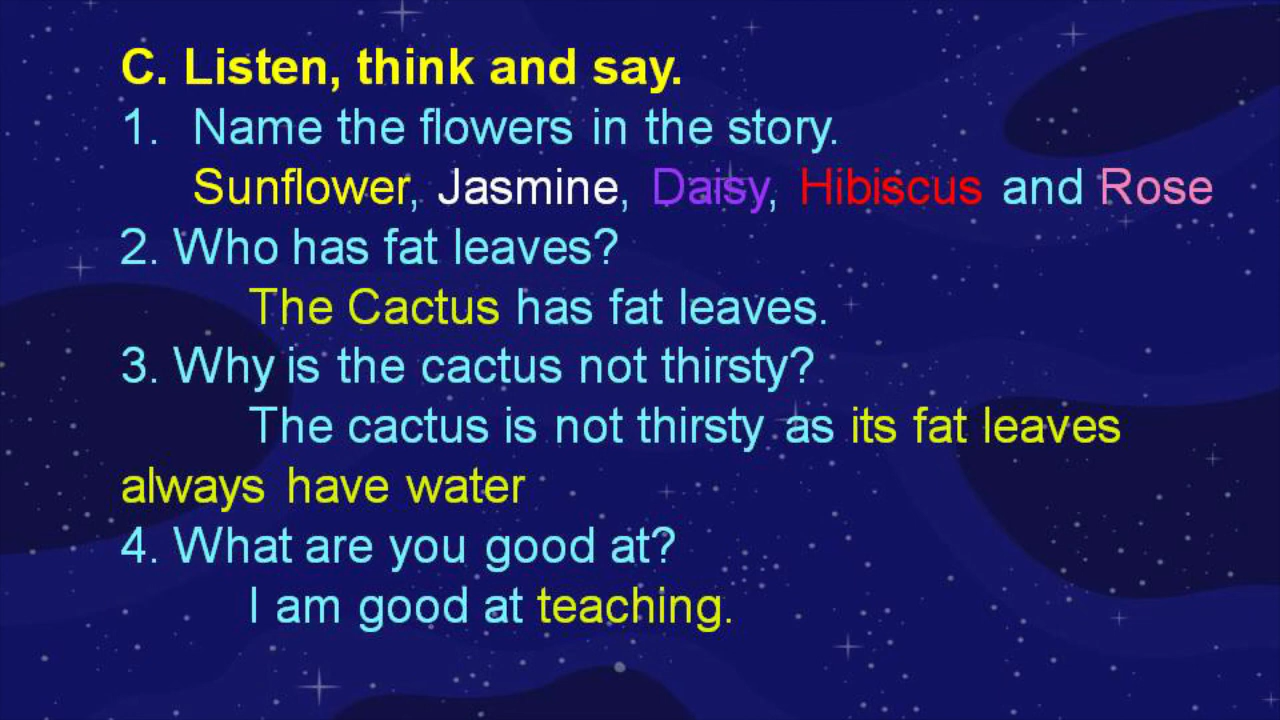 C. Listen, think and say.
1. Name the flowers in the story.
Sunflower, Jasmine, Daisy, Hibiscus and Rose
2. Who has fat leaves?
The Cactus has fat leaves.
3. Why is the cactus not thirsty?
The cactus is not thirsty as its fat leaves
always have water
4. What are you good at?
I am good at teaching.